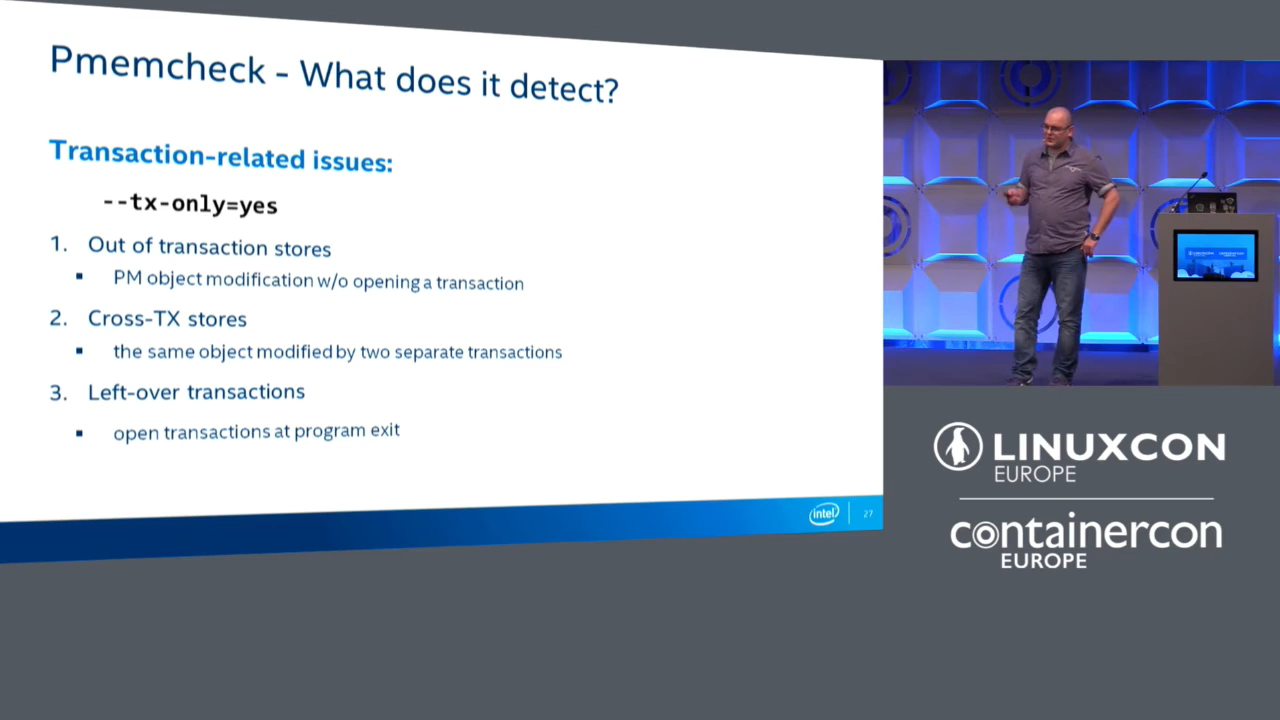 Pmemcheck - What does it detect?
Transaction-related issues:
--tx-only=yes
1. Out of transaction stores
▪ PM object modification w/o opening a transaction
2. Cross-TX stores
▪ the same object modified by two separate transactions
3. Left-over transactions
▪ open transactions at program exit
intel
27
LINUXCON
EUROPE
containercon
EUROPE